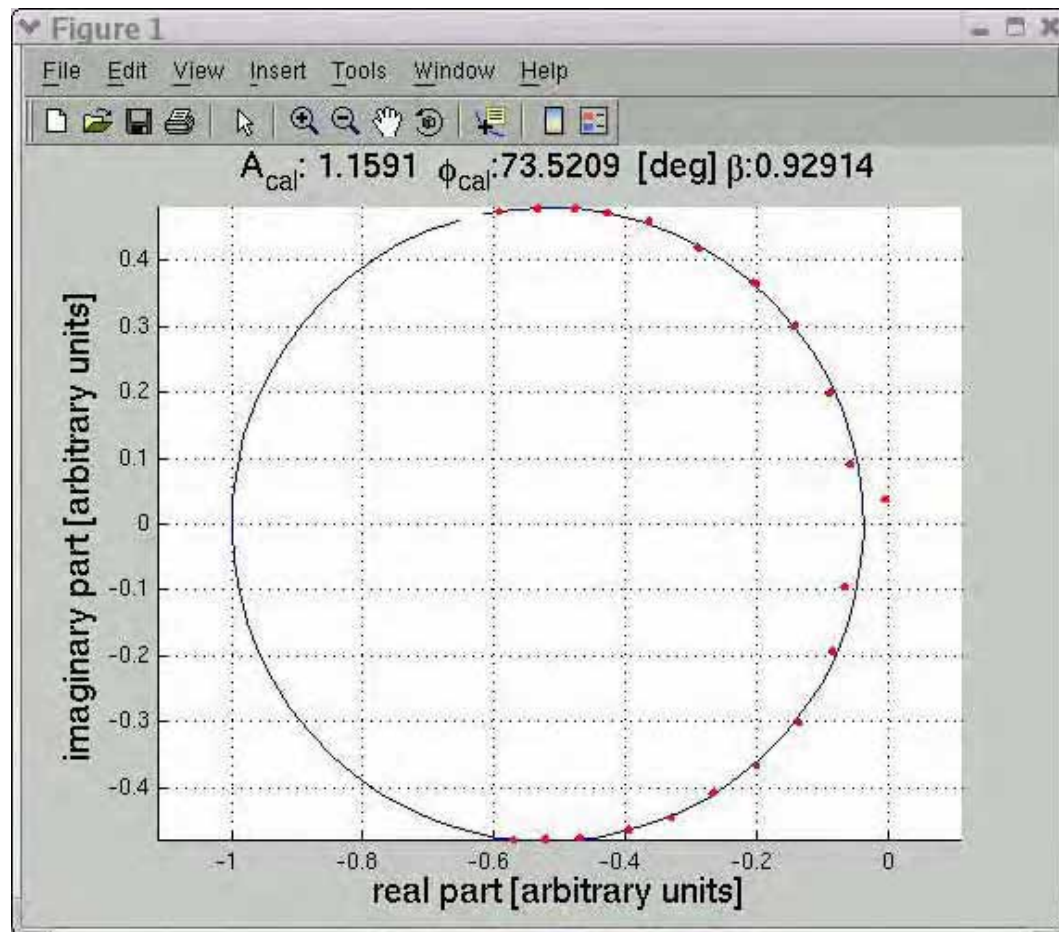 Figure 1
File Edit View Insert Tools Window Help
A_cal: 1.1591 ϕ_cal:73.5209 [deg] β:0.92914
imaginary part [arbitrary units]
0.4
0.3
0.2
0.1
0
-0.1
-0.2
-0.3
-0.4
-1 -0.8 -0.6 -0.4 -0.2 0
real part [arbitrary units]